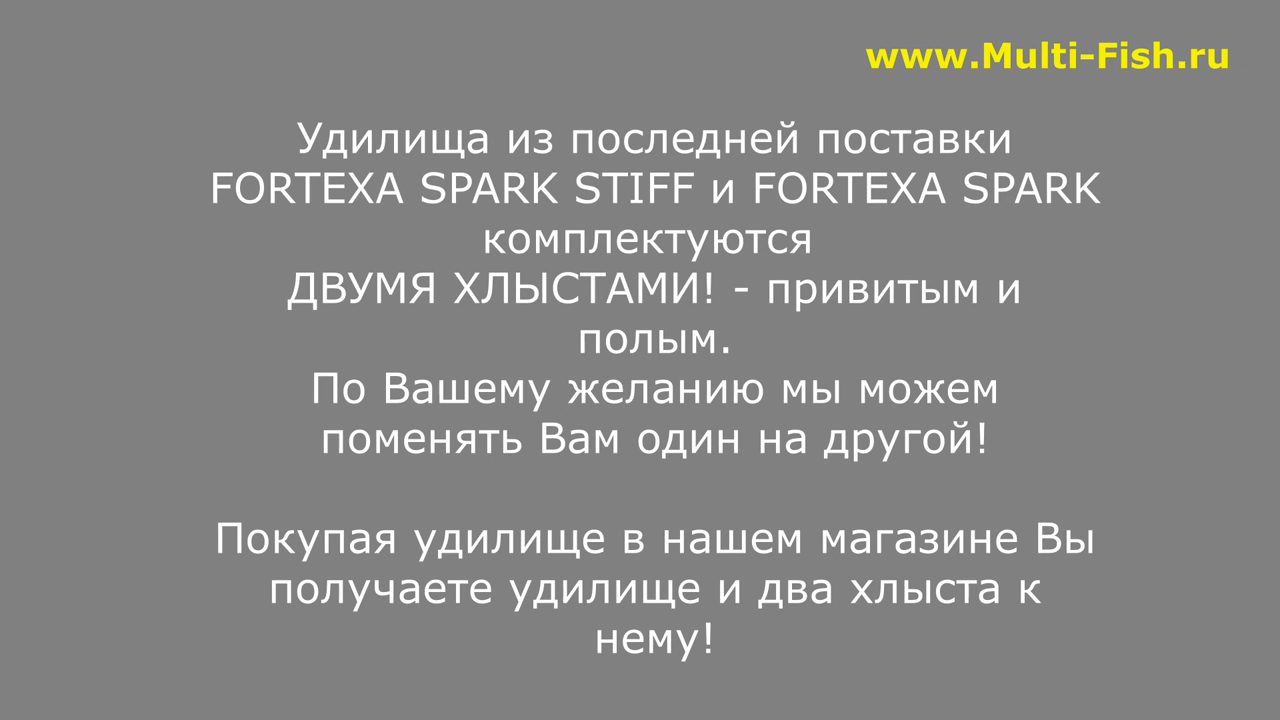 www.Multi-Fish.ru
Удилища из последней поставки
FORTEXA SPARK STIFF и FORTEXA SPARK
комплектуются
ДВУМЯ ХЛЫСТАМИ! - привитым и
полым.
По Вашему желанию мы можем
поменять Вам один на другой!
Покупая удилище в нашем магазине Вы
получаете удилище и два хлыста к
нему!